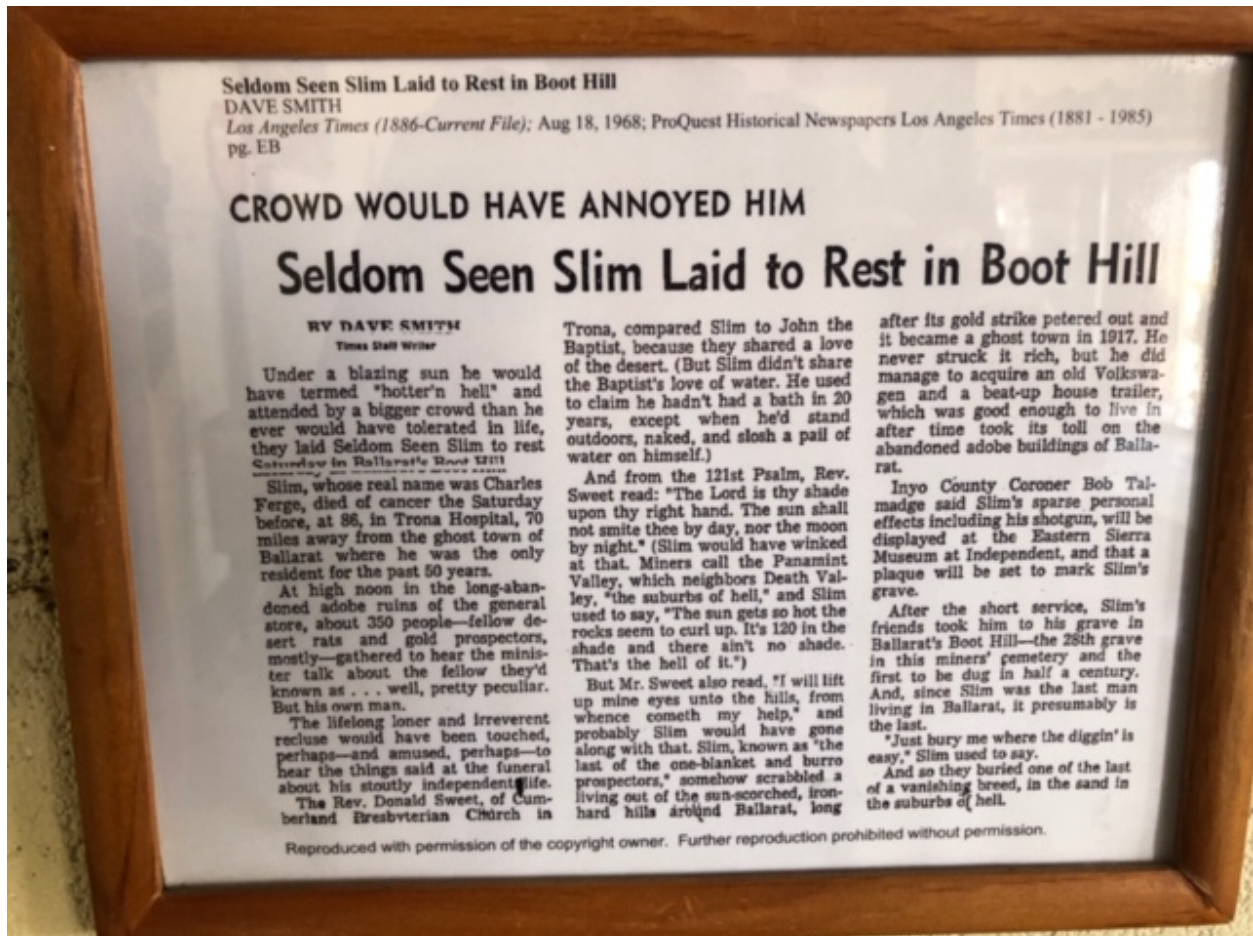 Seldom Seen Slim Laid to Rest in Boot Hill
DAVE SMITH
Los Angeles Times (1886-Current File); Aug 18, 1968; ProQuest Historical Newspapers Los Angeles Times (1881 - 1985)
pg. EB
CROWD WOULD HAVE ANNOYED HIM
Seldom Seen Slim Laid to Rest in Boot Hill
BY DAVE SMITH
Times Staff Writer
Under a blazing sun he would
have termed "hotter'n hell" and
attended by a bigger crowd than he
ever would have tolerated in life,
they laid Seldom Seen Slim to rest
Saturday in Ballarat's Boot Hill
Slim, whose real name was Charles
Ferge, died of cancer the Saturday
before, at 86, in Trona Hospital, 70
miles away from the ghost town of
Ballarat where he was the only
resident for the past 50 years.
At high noon in the long-aban-
doned adobe ruins of the general
store, about 350 people—fellow de-
sert rats and gold prospectors,
mostly—gathered to hear the minis-
ter talk about the fellow they'd
known as . . . well, pretty peculiar.
But his own man.
The lifelong loner and irreverent
recluse would have been touched,
perhaps—and amused, perhaps—to
hear the things said at the funeral
about his stoutly independent life.
The Rev. Donald Sweet, of Cum-
berland Presbyterian Church in
Trona, compared Slim to John the
Baptist, because they shared a love
of the desert. (But Slim didn't share
the Baptist's love of water. He used
to claim he hadn't had a bath in 20
years, except when he'd stand
outdoors, naked, and slosh a pail of
water on himself.)
And from the 121st Psalm, Rev.
Sweet read: "The Lord is thy shade
upon thy right hand. The sun shall
not smite thee by day, nor the moon
by night." (Slim would have winked
at that. Miners call the Panamint
Valley, which neighbors Death Val-
ley, "the suburbs of hell," and Slim
used to say, "The sun gets so hot the
rocks seem to curl up. It's 120 in the
shade and there ain't no shade.
That's the hell of it.")
But Mr. Sweet also read, "I will lift
up mine eyes unto the hills, from
whence cometh my help," and
probably Slim would have gone
along with that. Slim, known as "the
last of the one-blanket and burro
prospectors," somehow scrabbled a
living out of the sun-scorched, iron-
hard hills around Ballarat, long
after its gold strike petered out and
it became a ghost town in 1917. He
never struck it rich, but he did
manage to acquire an old Volkswa-
gen and a beat-up house trailer,
which was good enough to live in
after time took its toll on the
abandoned adobe buildings of Balla-
rat.
Inyo County Coroner Bob Tal-
madge said Slim's sparse personal
effects including his shotgun, will be
displayed at the Eastern Sierra
Museum at Independent, and that a
plaque will be set to mark Slim's
grave.
After the short service, Slim's
friends took him to his grave in
Ballarat's Boot Hill—the 28th grave
in this miners' cemetery and the
first to be dug in half a century.
And, since Slim was the last man
living in Ballarat, it presumably is
the last.
"Just bury me where the diggin' is
easy," Slim used to say.
And so they buried one of the last
of a vanishing breed, in the sand in
the suburbs of hell.
Reproduced with permission of the copyright owner. Further reproduction prohibited without permission.